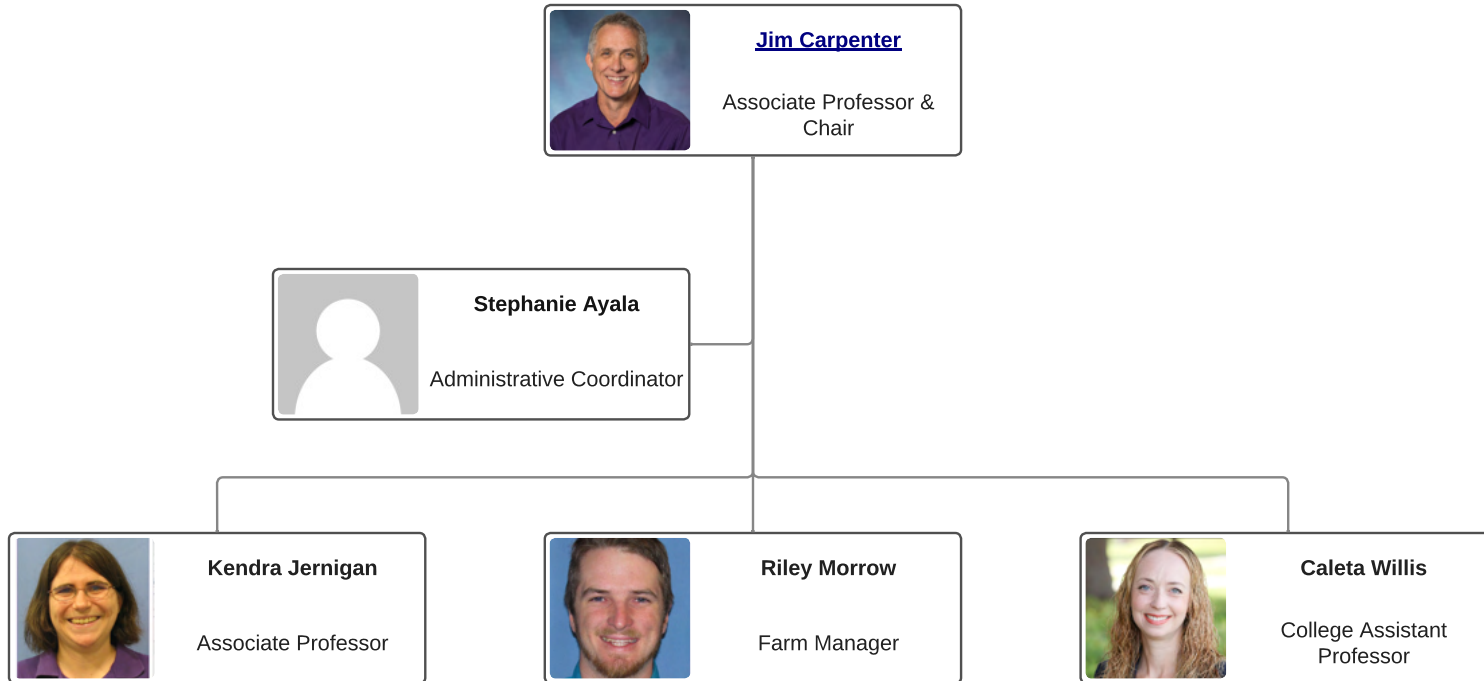 Jim Carpenter
Associate Professor &
Chair
Stephanie Ayala
Administrative Coordinator
Kendra Jernigan
Associate Professor
Riley Morrow
Farm Manager
Caleta Willis
College Assistant
Professor